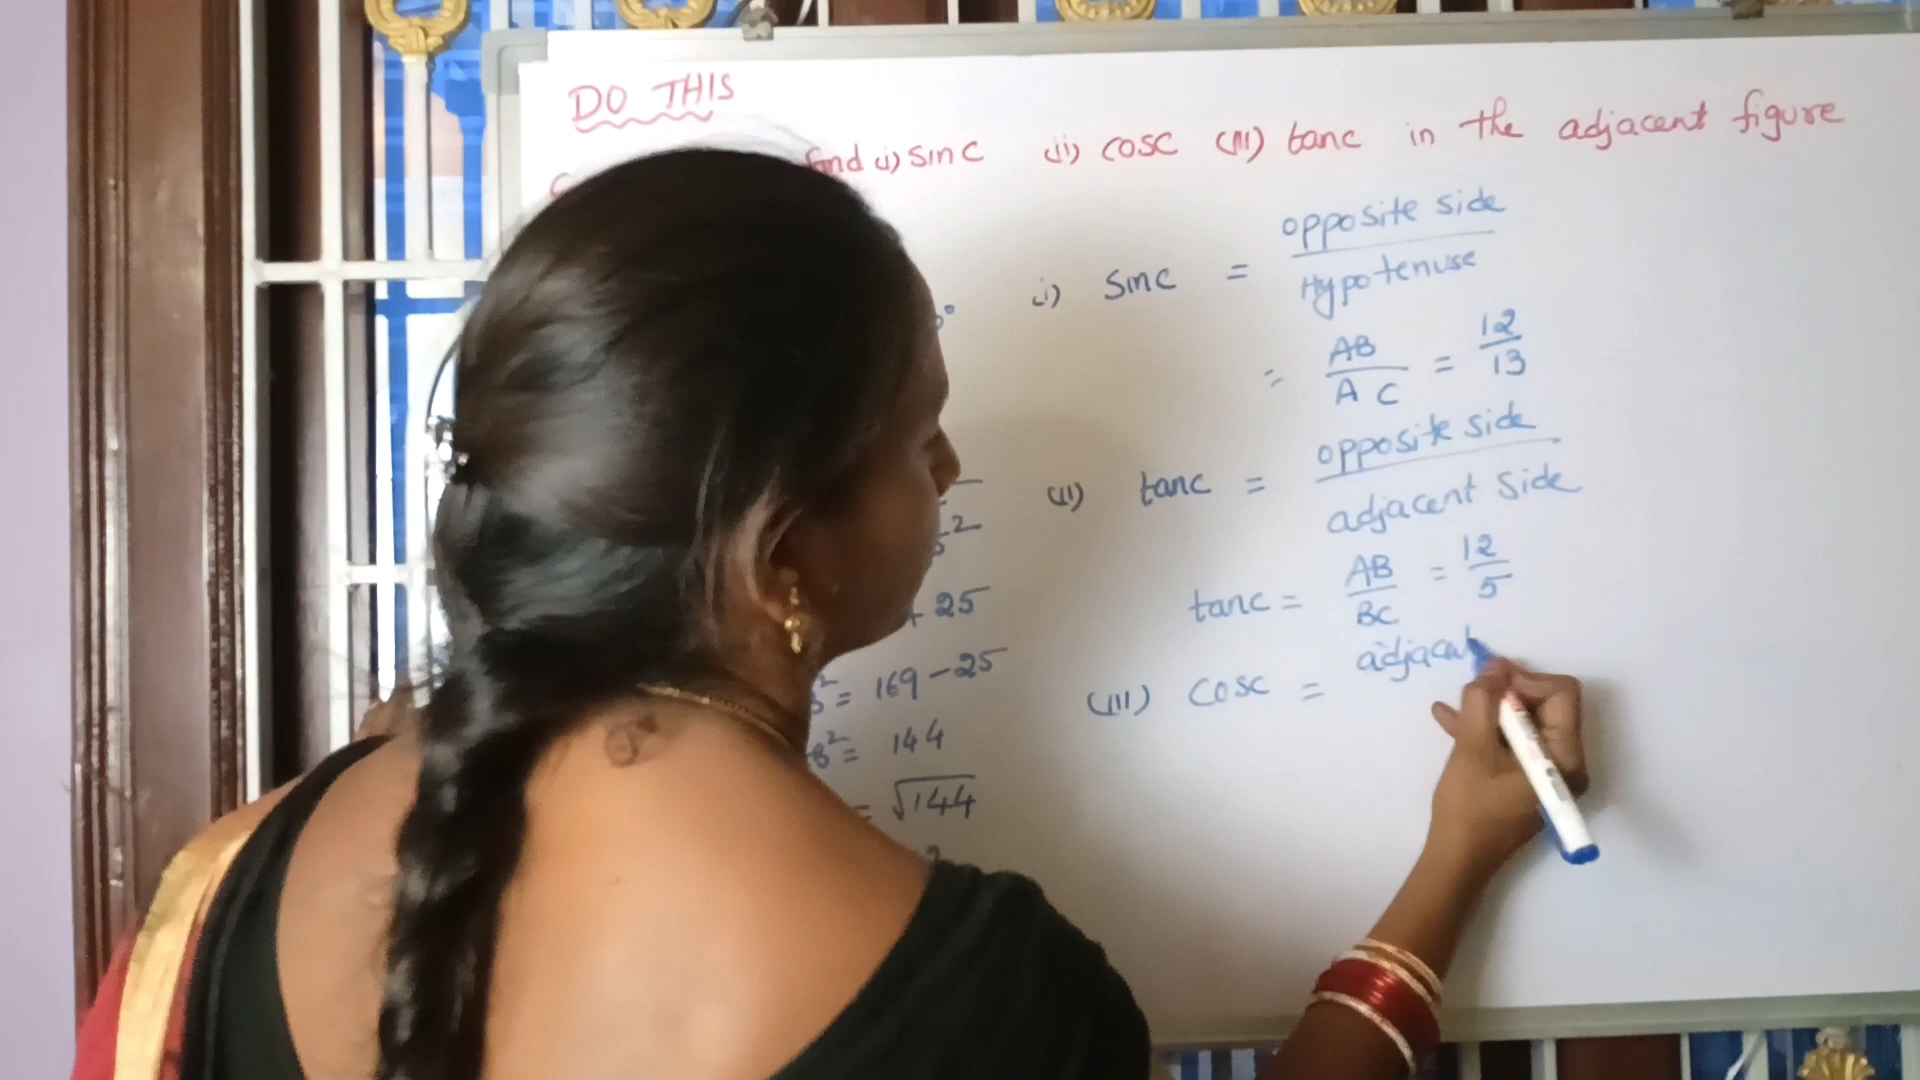 DO THIS
find (i) sin C (ii) cos C (iii) tan C in the adjacent figure
(i) sin C = opposite side
Hypotenuse
= AB/AC = 12/13
(ii) tan C = opposite side
adjacent side
tan C = AB/BC = 12/5
(iii) cos C = adjacent
+ 25
² = 169 - 25
² = 144
= √144